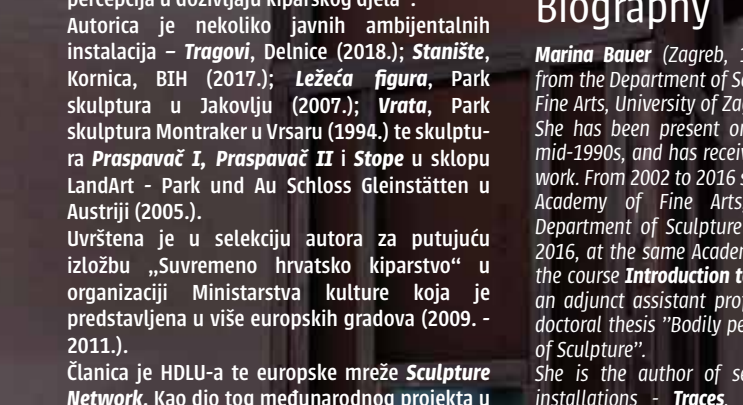 percepcija u doživljaju kiparskog djela“.
Autorica je nekoliko javnih ambijentalnih
instalacija – Tragovi, Delnice (2018.); Stanište,
Kornica, BIH (2017.); Ležeća figura, Park
skulptura u Jakovlju (2007.); Vrata, Park
skulptura Montraker u Vrsaru (1994.) te skulptu-
ra Praspavač I, Praspavač II i Stope u sklopu
LandArt - Park und Au Schloss Gleinstätten u
Austriji (2005.).
Uvrštena je u selekciju autora za putujuću
izložbu „Suvremeno hrvatsko kiparstvo“ u
organizaciji Ministarstva kulture koja je
predstavljena u više europskih gradova (2009. -
2011.).
Članica je HDLU-a te europske mreže Sculpture
Network. Kao dio tog međunarodnog projekta u
Biography
Marina Bauer (Zagreb, 1
from the Department of S
Fine Arts, University of Za
She has been present o
mid-1990s, and has recei
work. From 2002 to 2016 s
Academy of Fine Arts
Department of Sculpture
2016, at the same Acade
the course Introduction t
an adjunct assistant pro
doctoral thesis ”Bodily pe
of Sculpture”.
She is the author of se
installations - Traces,